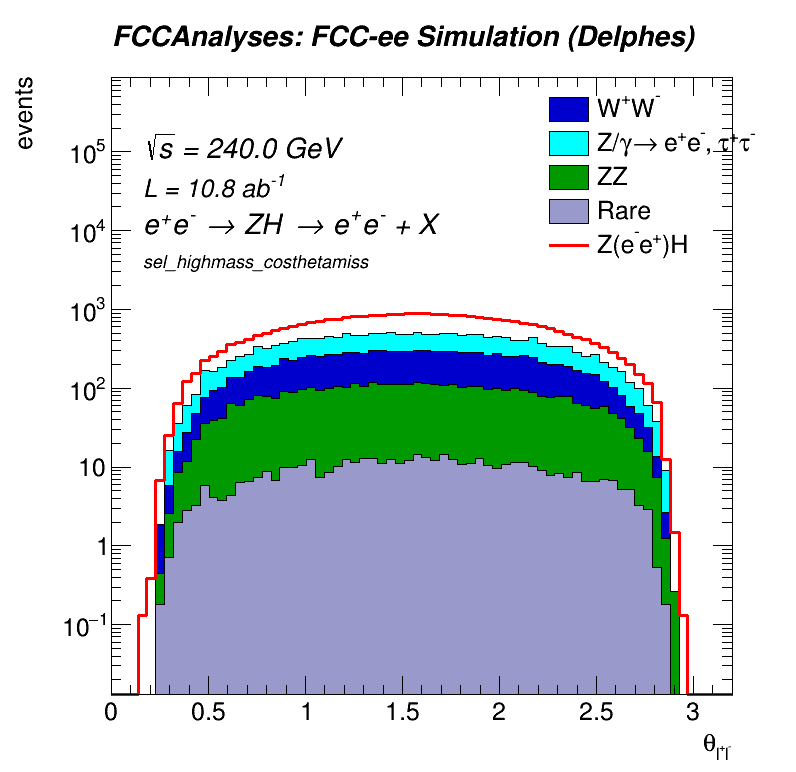 FCCAnalyses: FCC-ee Simulation (Delphes)
events
√s = 240.0 GeV
L = 10.8 ab⁻¹
e⁺e⁻ → ZH → e⁺e⁻ + X
sel_highmass_costhetamiss
W⁺W⁻
Z/γ→ e⁺e⁻, τ⁺τ⁻
ZZ
Rare
Z(e⁻e⁺)H
10⁵
10⁴
10³
10²
10
1
10⁻¹
0 0.5 1 1.5 2 2.5 3
θ_l⁺l⁻